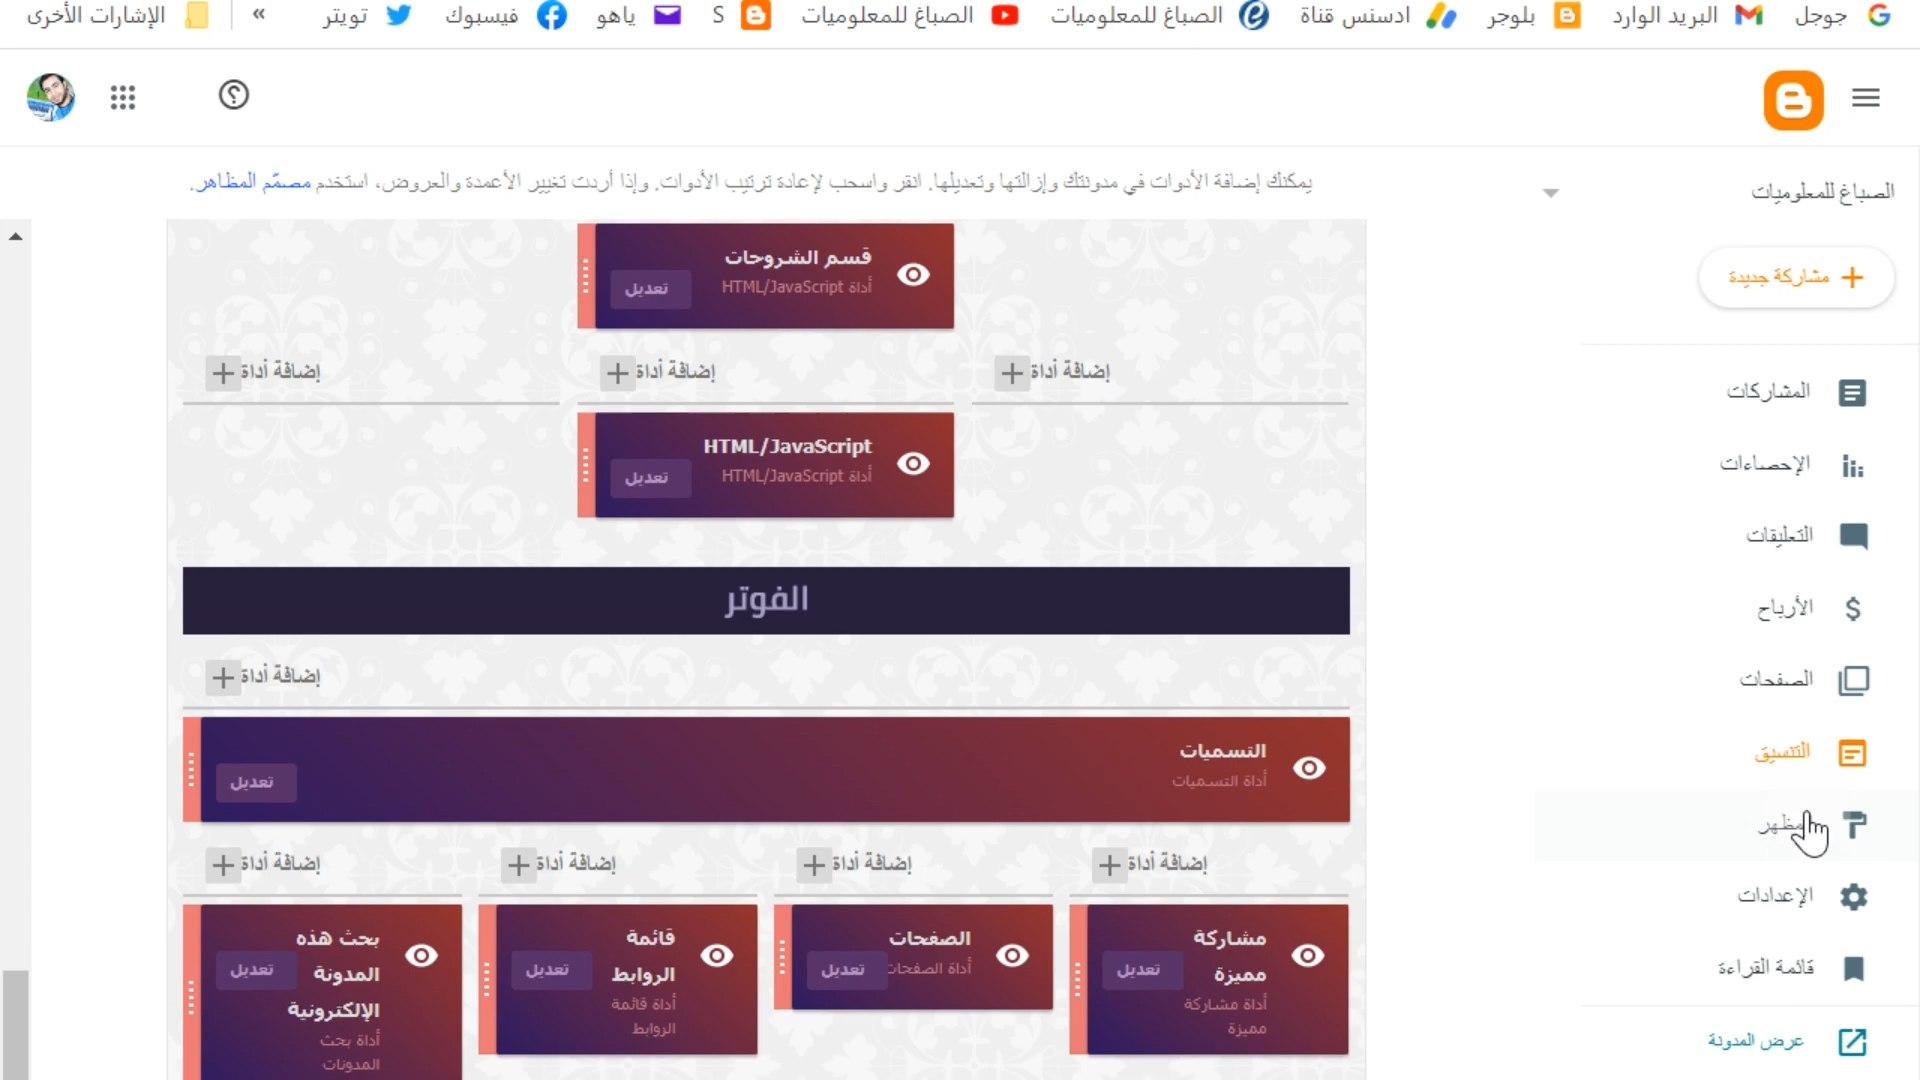 جوجل
البريد الوارد
بلوجر
ادسنس قناة
الصباغ للمعلوميات
الصباغ للمعلوميات
S
ياهو
فيسبوك
تويتر
»
الإشارات الأخرى
يمكنك إضافة الأدوات في مدونتك وإزالتها وتعديلها. انقر واسحب لإعادة ترتيب الأدوات. وإذا أردت تغيير الأعمدة والعروض، استخدم مصمّم المظاهر.
الصباغ للمعلوميات
مشاركة جديدة
المشاركات
الإحصاءات
التعليقات
الأرباح
الصفحات
التنسيق
الإعدادات
قائمة القراءة
عرض المدونة
قسم الشروحات
أداة HTML/JavaScript
تعديل
إضافة أداة
إضافة أداة
إضافة أداة
HTML/JavaScript
أداة HTML/JavaScript
تعديل
الفوتر
إضافة أداة
التسميات
أداة التسميات
تعديل
إضافة أداة
إضافة أداة
إضافة أداة
إضافة أداة
مشاركة
مميزة
أداة مشاركة
مميزة
تعديل
الصفحات
أداة الصفحات
تعديل
قائمة
الروابط
أداة قائمة
الروابط
تعديل
بحث هذه
المدونة
الإلكترونية
أداة بحث
المدونات
تعديل